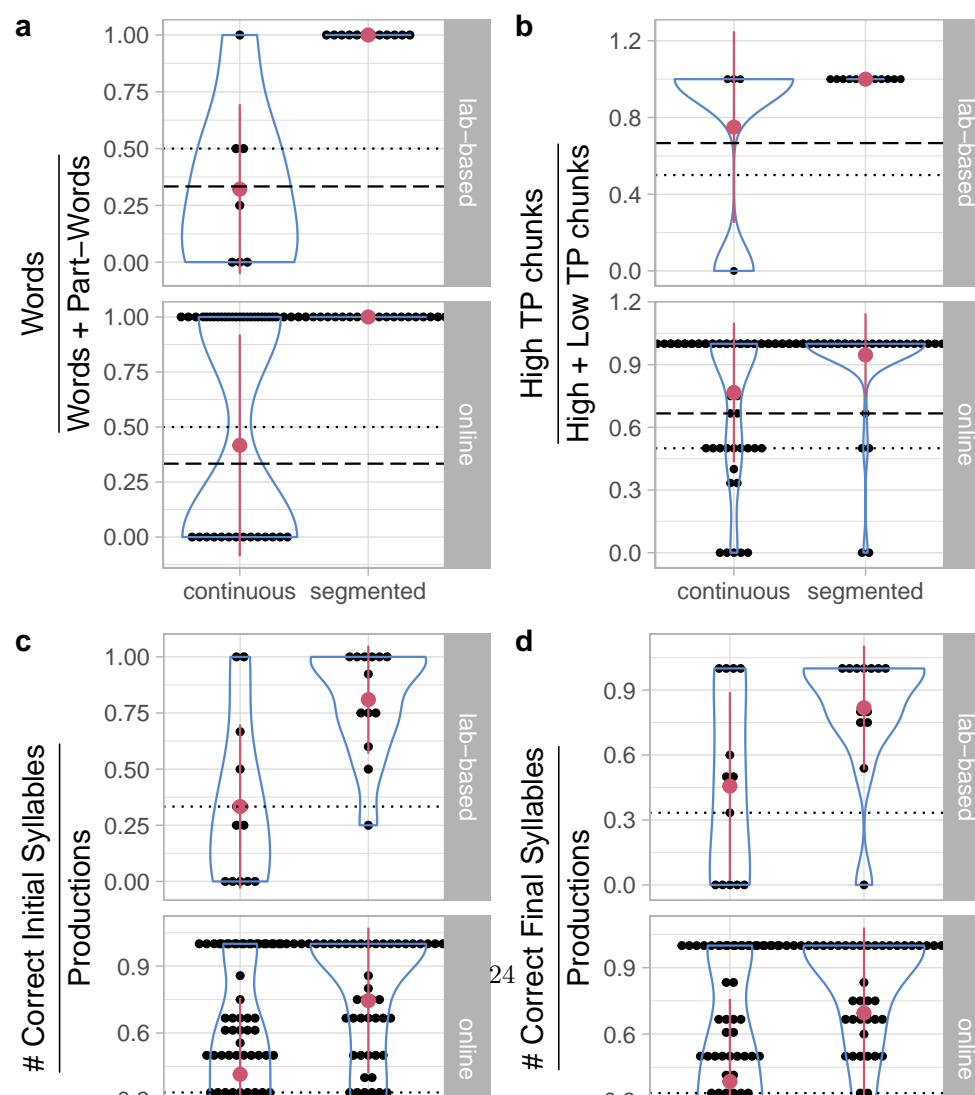 a
Words
Words + Part−Words
1.00
0.75
0.50
0.25
0.00
lab−based
1.00
0.75
0.50
0.25
0.00
online
continuous segmented
b
High TP chunks
High + Low TP chunks
1.2
0.8
0.4
0.0
lab−based
1.2
0.9
0.6
0.3
0.0
online
continuous segmented
c
# Correct Initial Syllables
Productions
1.00
0.75
0.50
0.25
0.00
lab−based
0.9
0.6
online
d
# Correct Final Syllables
Productions
0.9
0.6
0.3
0.0
lab−based
0.9
0.6
online
24